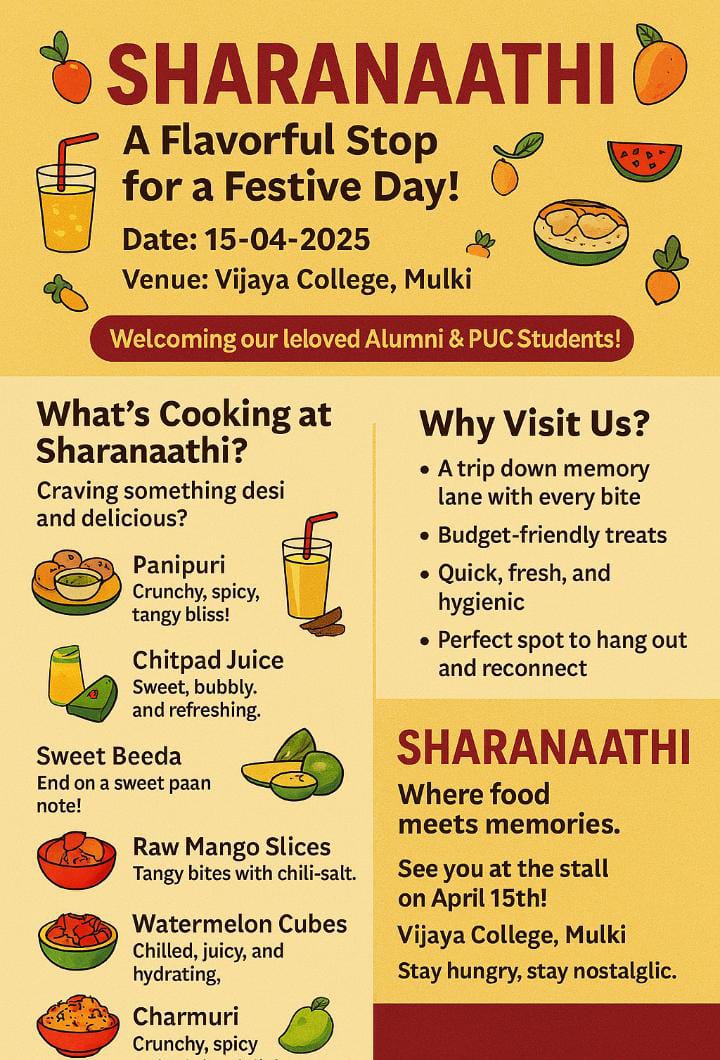 SHARANAATHI
A Flavorful Stop
for a Festive Day!
Date: 15-04-2025
Venue: Vijaya College, Mulki
Welcoming our leloved Alumni & PUC Students!
What's Cooking at
Sharanaathi?
Craving something desi
and delicious?
Panipuri
Crunchy, spicy,
tangy bliss!
Chitpad Juice
Sweet, bubbly.
and refreshing.
Sweet Beeda
End on a sweet paan
note!
Raw Mango Slices
Tangy bites with chili-salt.
Watermelon Cubes
Chilled, juicy, and
hydrating,
Charmuri
Crunchy, spicy
Why Visit Us?
• A trip down memory
lane with every bite
• Budget-friendly treats
• Quick, fresh, and
hygienic
• Perfect spot to hang out
and reconnect
SHARANAATHI
Where food
meets memories.
See you at the stall
on April 15th!
Vijaya College, Mulki
Stay hungry, stay nostalglic.